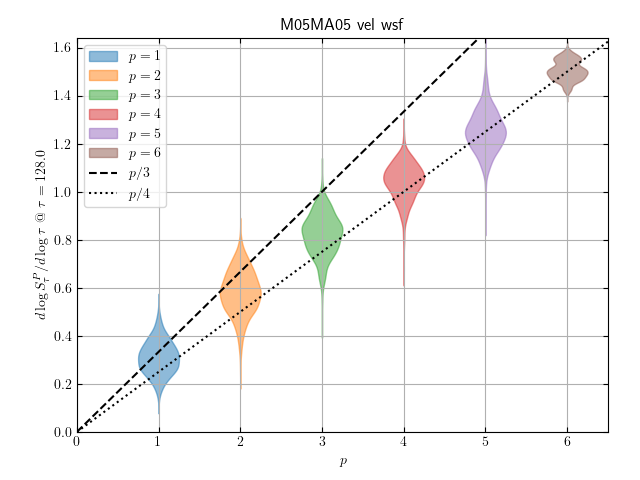 M05MA05 vel wsf
1.6
1.4
1.2
1.0
0.8
0.6
0.4
0.2
0.0
d log S_τ^p / d log τ @ τ = 128.0
p = 1
p = 2
p = 3
p = 4
p = 5
p = 6
p/3
p/4
0 1 2 3 4 5 6
p